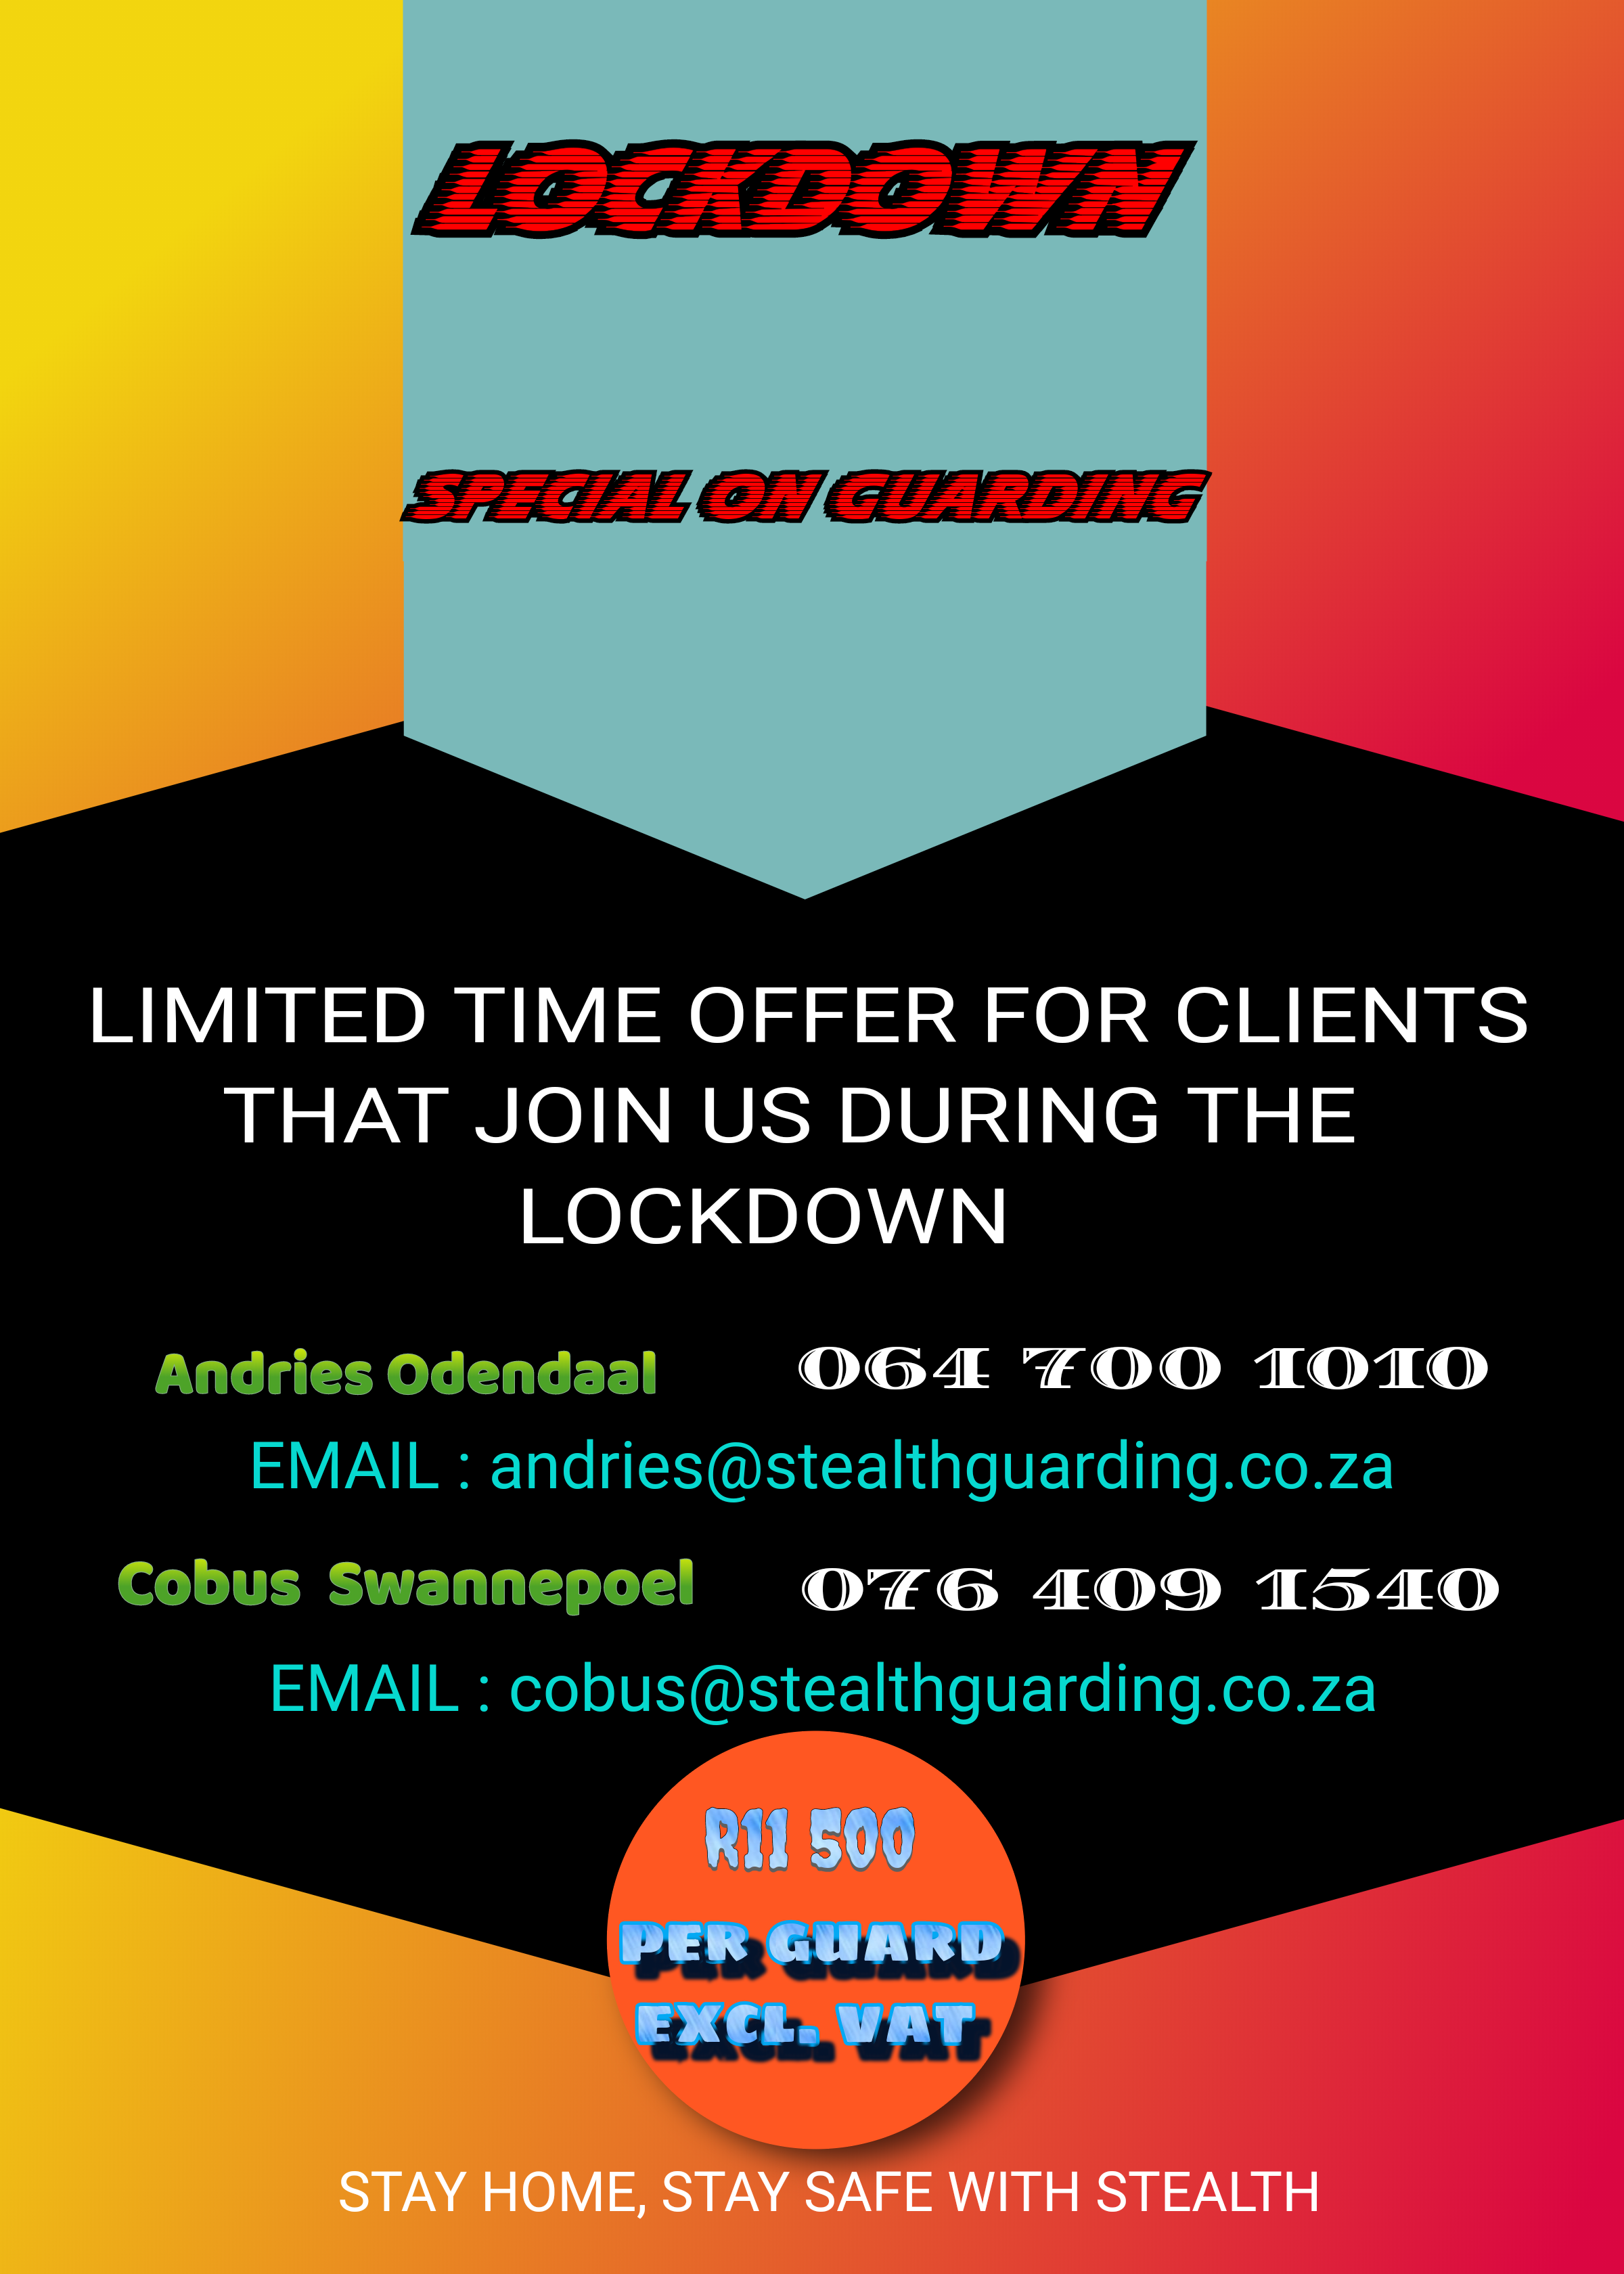 LOCKDOWN
SPECIAL ON GUARDING
LIMITED TIME OFFER FOR CLIENTS
THAT JOIN US DURING THE
LOCKDOWN
Andries Odendaal 064 700 1010
EMAIL : andries@stealthguarding.co.za
Cobus Swannepoel 076 409 1540
EMAIL : cobus@stealthguarding.co.za
R11 500
PER GUARD
EXCL. VAT
STAY HOME, STAY SAFE WITH STEALTH